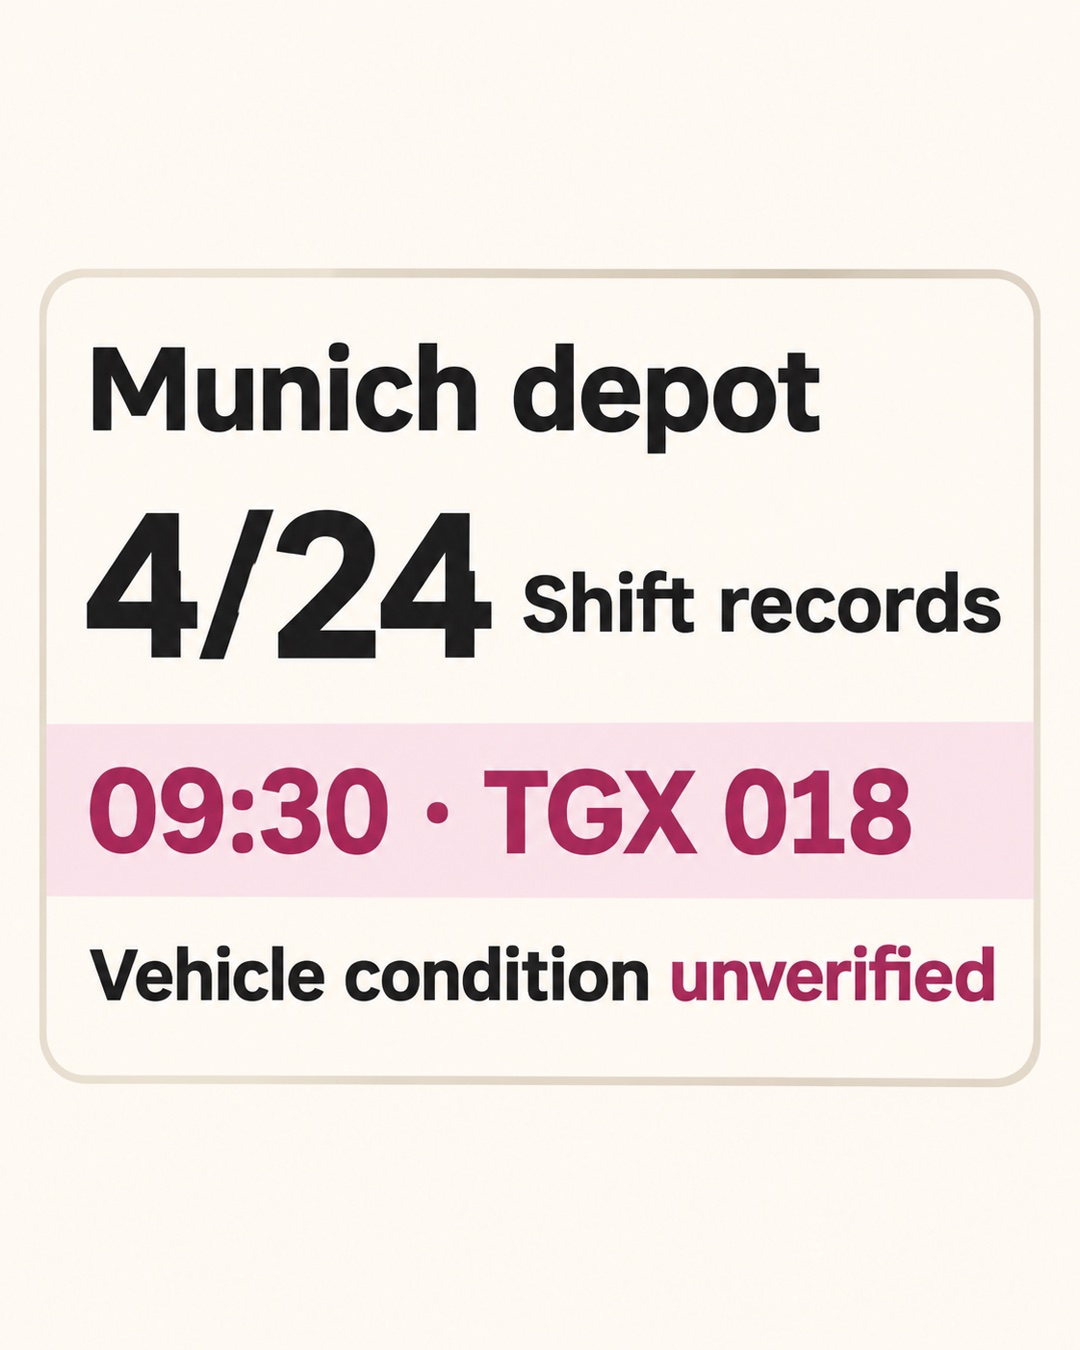 Munich depot
4/24 Shift records
09:30 · TGX 018
Vehicle condition unverified